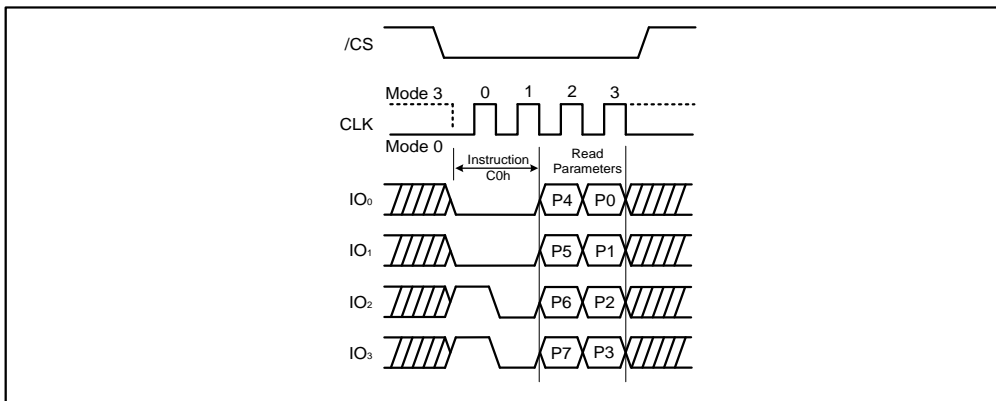 /CS
Mode 3 0 1 2 3
CLK
Mode 0
Instruction
C0h
Read
Parameters
IO₀ P4 P0
IO₁ P5 P1
IO₂ P6 P2
IO₃ P7 P3